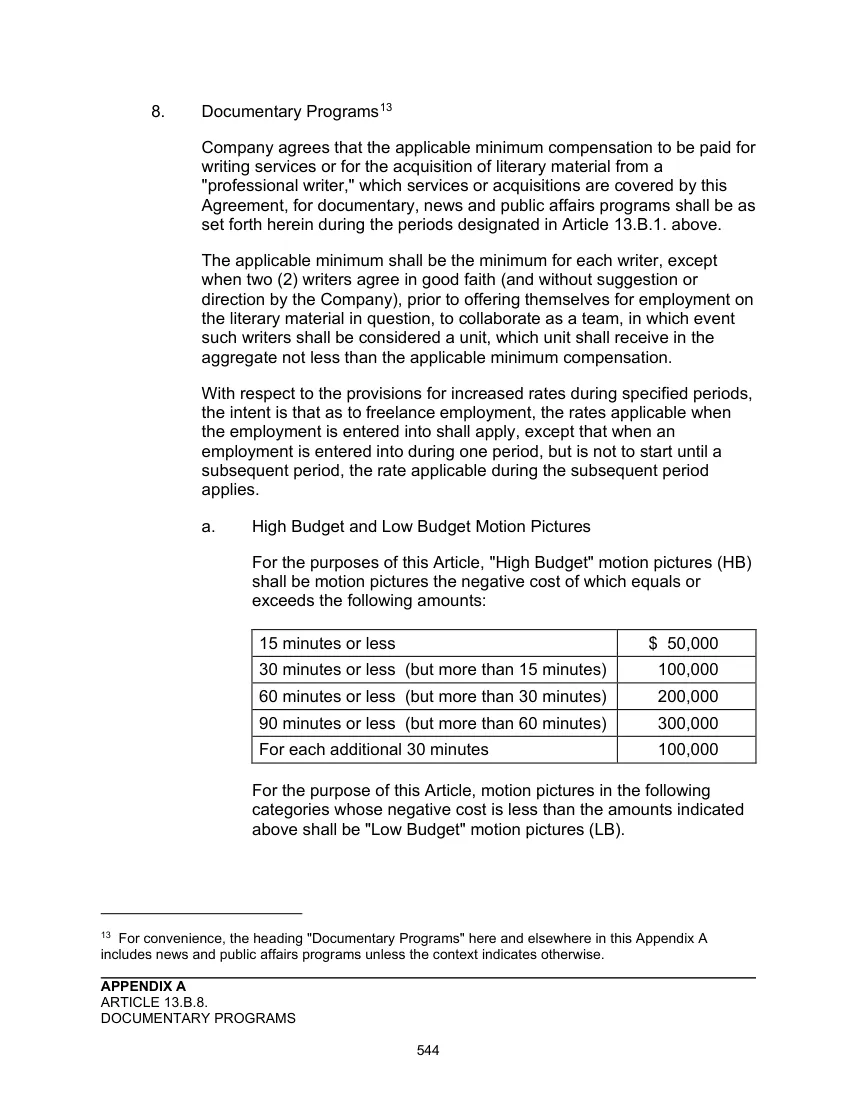 8. Documentary Programs13
Company agrees that the applicable minimum compensation to be paid for
writing services or for the acquisition of literary material from a
"professional writer," which services or acquisitions are covered by this
Agreement, for documentary, news and public affairs programs shall be as
set forth herein during the periods designated in Article 13.B.1. above.
The applicable minimum shall be the minimum for each writer, except
when two (2) writers agree in good faith (and without suggestion or
direction by the Company), prior to offering themselves for employment on
the literary material in question, to collaborate as a team, in which event
such writers shall be considered a unit, which unit shall receive in the
aggregate not less than the applicable minimum compensation.
With respect to the provisions for increased rates during specified periods,
the intent is that as to freelance employment, the rates applicable when
the employment is entered into shall apply, except that when an
employment is entered into during one period, but is not to start until a
subsequent period, the rate applicable during the subsequent period
applies.
a. High Budget and Low Budget Motion Pictures
For the purposes of this Article, "High Budget" motion pictures (HB)
shall be motion pictures the negative cost of which equals or
exceeds the following amounts:
15 minutes or less $ 50,000
30 minutes or less (but more than 15 minutes) 100,000
60 minutes or less (but more than 30 minutes) 200,000
90 minutes or less (but more than 60 minutes) 300,000
For each additional 30 minutes 100,000
For the purpose of this Article, motion pictures in the following
categories whose negative cost is less than the amounts indicated
above shall be "Low Budget" motion pictures (LB).
13 For convenience, the heading "Documentary Programs" here and elsewhere in this Appendix A
includes news and public affairs programs unless the context indicates otherwise.
APPENDIX A
ARTICLE 13.B.8.
DOCUMENTARY PROGRAMS
544